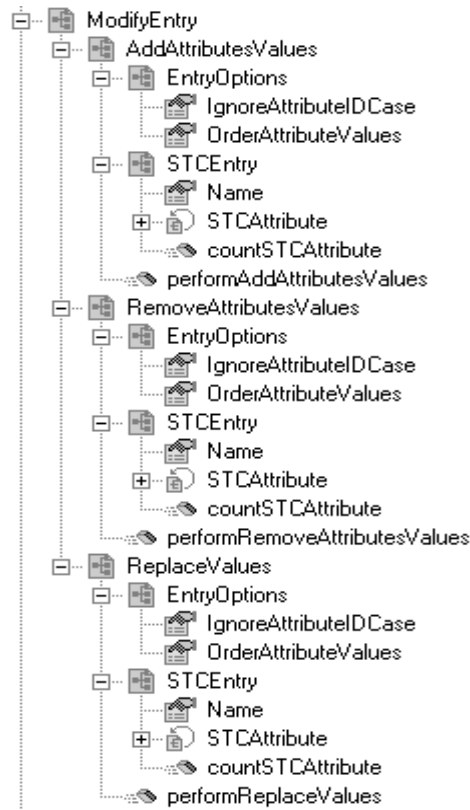 ModifyEntry
AddAttributesValues
EntryOptions
IgnoreAttributeIDCase
OrderAttributeValues
STCEntry
Name
STCAttribute
countSTCAttribute
performAddAttributesValues
RemoveAttributesValues
EntryOptions
IgnoreAttributeIDCase
OrderAttributeValues
STCEntry
Name
STCAttribute
countSTCAttribute
performRemoveAttributesValues
ReplaceValues
EntryOptions
IgnoreAttributeIDCase
OrderAttributeValues
STCEntry
Name
STCAttribute
countSTCAttribute
performReplaceValues